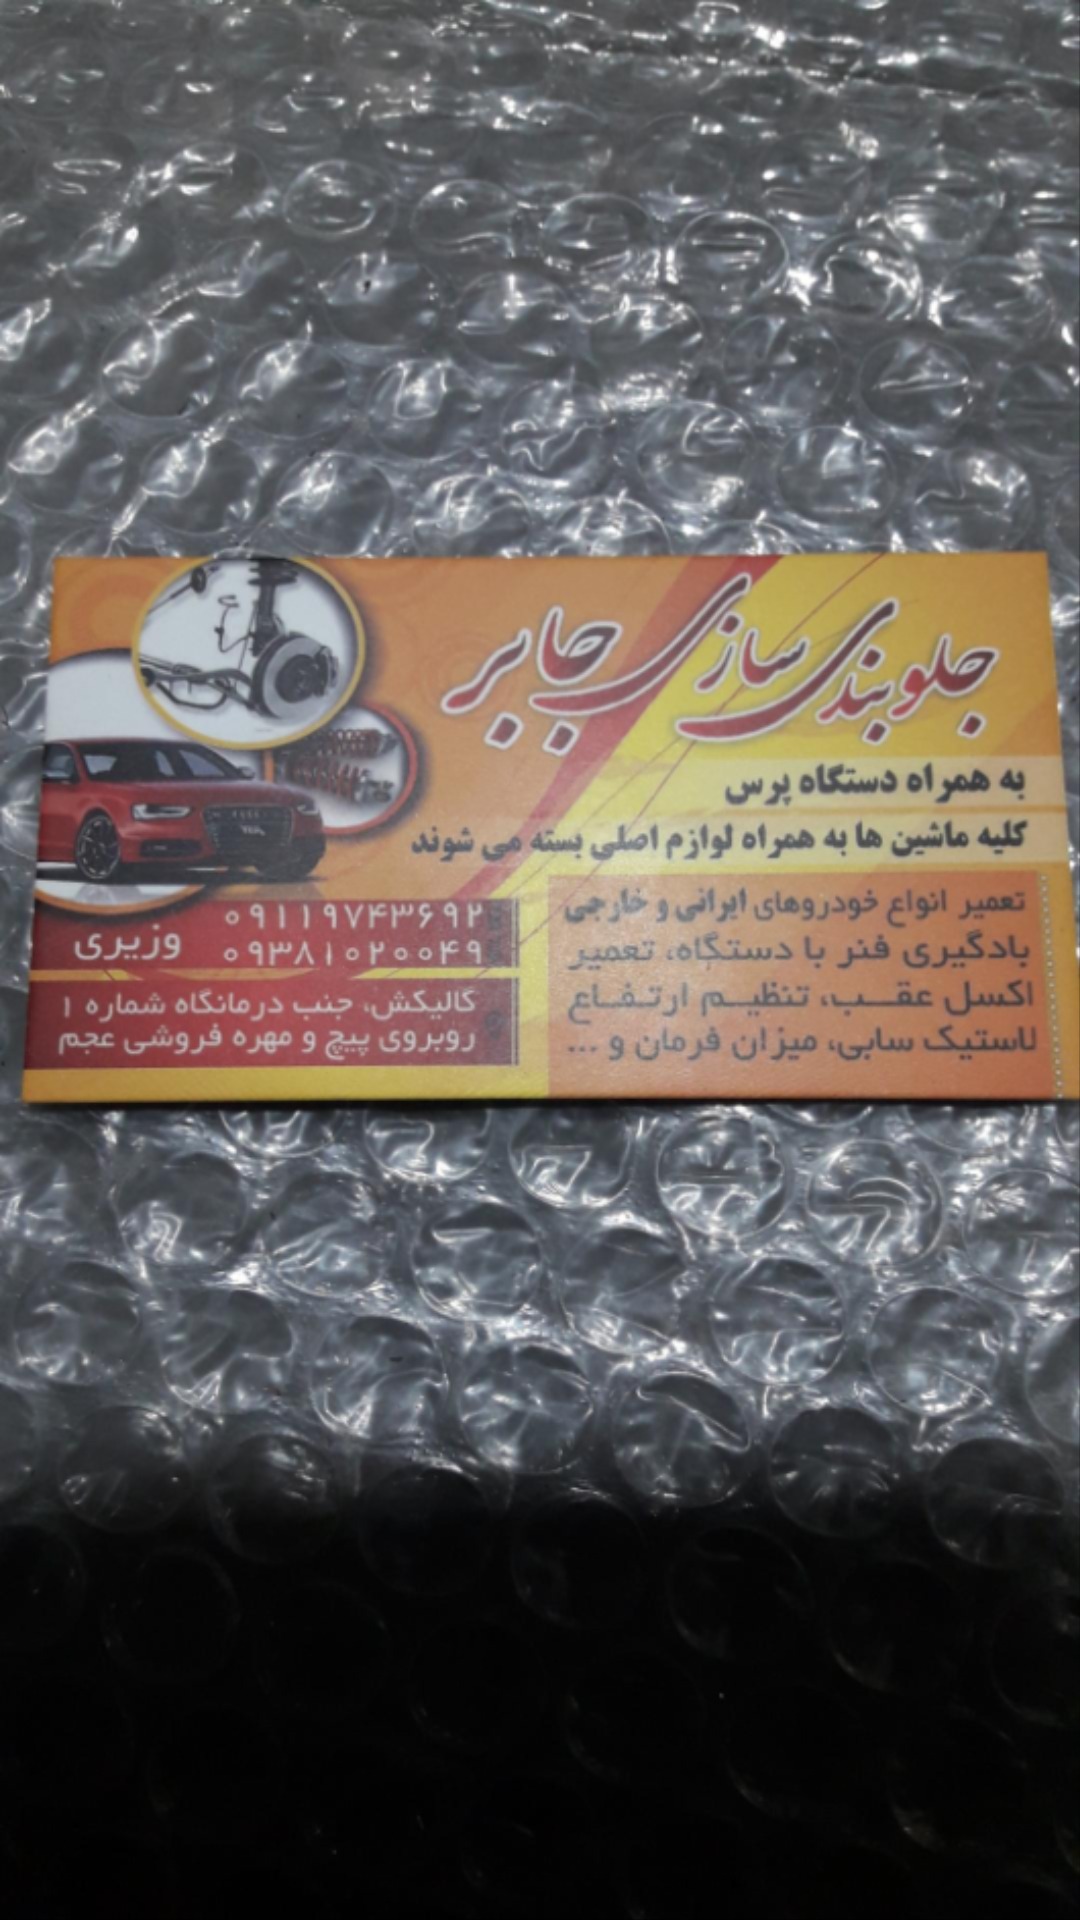 جلوبندی سازی جابر
به همراه دستگاه پرس
کلیه ماشین ها به همراه لوازم اصلی بسته می شوند
تعمیر انواع خودروهای ایرانی و خارجی
بادگیری فنر با دستگاه، تعمیر
اکسل عقب، تنظیم ارتفاع
لاستیک سابی، میزان فرمان و ...
۰۹۱۱۹۷۴۳۶۹۲
۰۹۳۸۱۰۲۰۰۴۹
وزیری
گالیکش، جنب درمانگاه شماره ۱
روبروی پیچ و مهره فروشی عجم